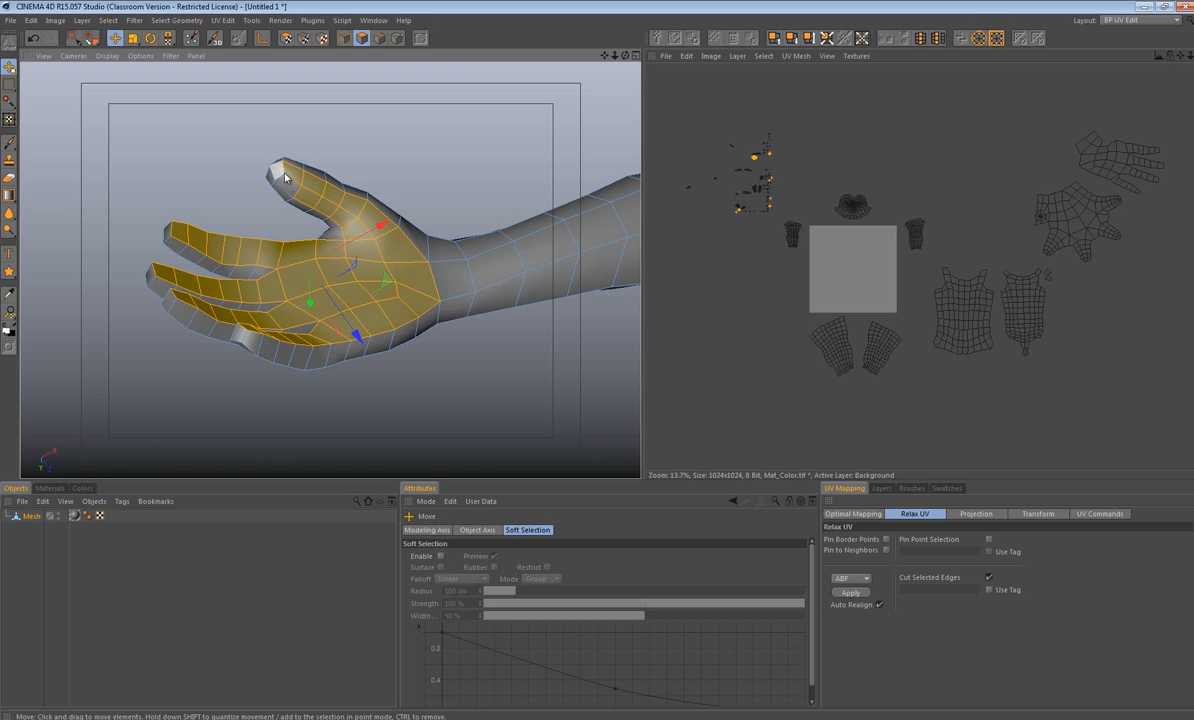 CINEMA 4D R15.057 Studio (Classroom Version - Restricted License) - [Untitled 1 *]
File Edit Image Layer Select Filter Select Geometry UV Edit Tools Render Plugins Script Window Help
Layout: BP UV Edit
View Cameras Display Options Filter Panel
File Edit Image Layer Select UV Mesh View Textures
X
Y Z
Zoom: 13.7%, Size: 1024x1024, 8 Bit, Mat_Color.tif *, Active Layer: Background
Objects Materials Colors
File Edit View Objects Tags Bookmarks
Mesh
Attributes
Mode Edit User Data
Move
Modeling Axis Object Axis Soft Selection
Soft Selection
Enable Preview
Surface Rubber Restrict
Falloff Linear Mode Group
Radius 100 cm
Strength 100 %
Width . . 50 %
0.8
0.4
UV Mapping Layers Brushes Swatches
Optimal Mapping Relax UV Projection Transform UV Commands
Relax UV
Pin Border Points Pin Point Selection
Pin to Neighbors Use Tag
ABF Cut Selected Edges
Apply Use Tag
Auto Realign
Move: Click and drag to move elements. Hold down SHIFT to quantize movement / add to the selection in point mode, CTRL to remove.